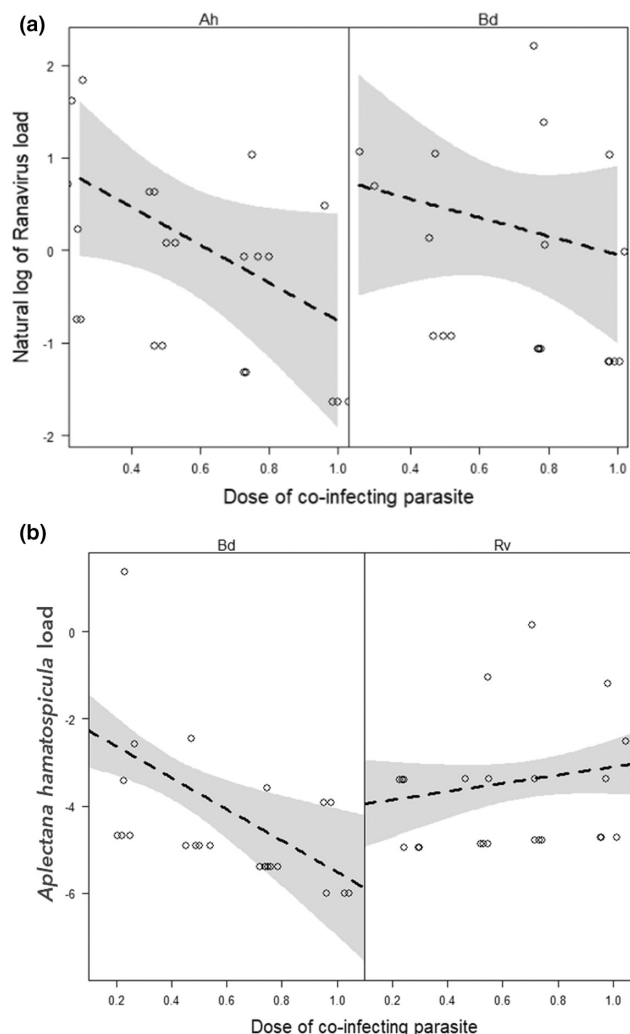 (a)
Ah Bd
Natural log of Ranavirus load
2
1
0
-1
-2
0.4 0.6 0.8 1.0 0.4 0.6 0.8 1.0
Dose of co-infecting parasite
(b)
Bd Rv
Aplectana hamatospicula load
0
-2
-4
-6
0.2 0.4 0.6 0.8 1.0 0.2 0.4 0.6 0.8 1.0
Dose of co-infecting parasite